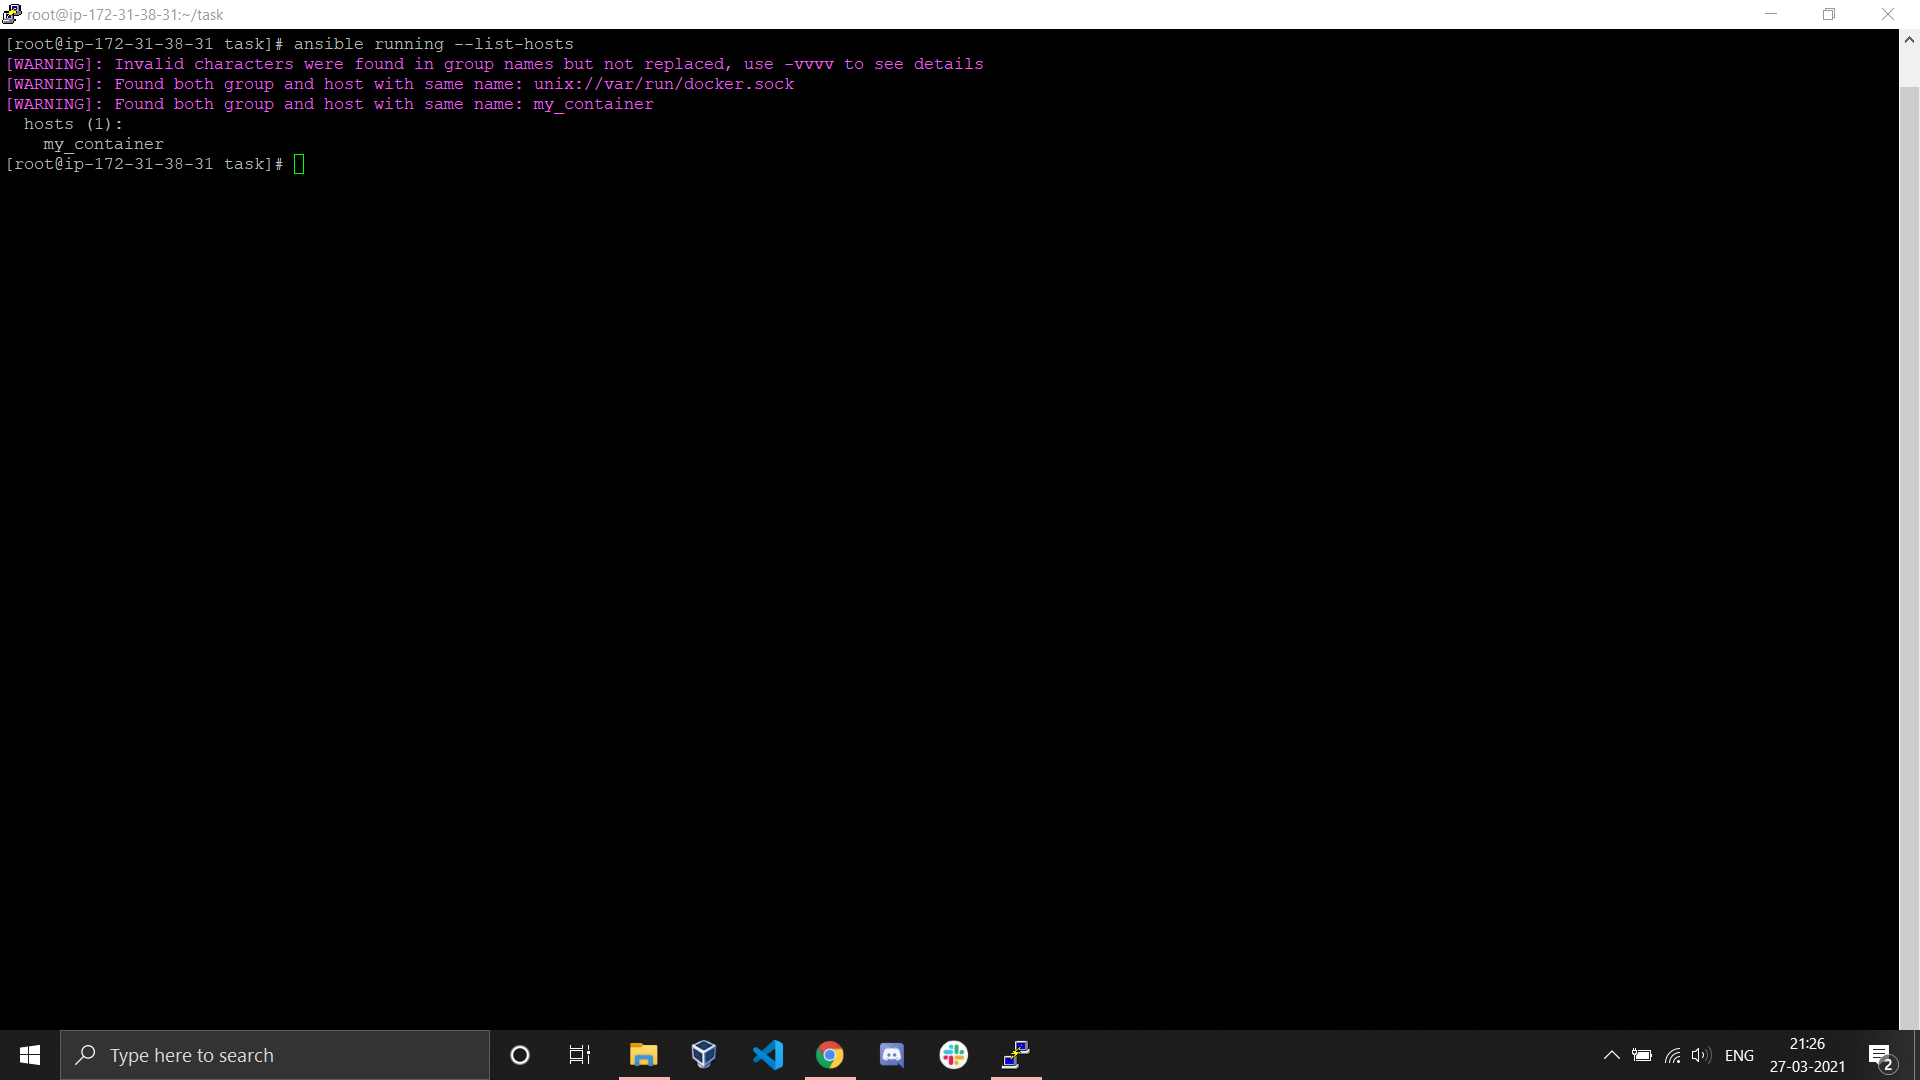 root@ip-172-31-38-31:~/task
[root@ip-172-31-38-31 task]# ansible running --list-hosts
[WARNING]: Invalid characters were found in group names but not replaced, use -vvvv to see details
[WARNING]: Found both group and host with same name: unix://var/run/docker.sock
[WARNING]: Found both group and host with same name: my_container
  hosts (1):
    my_container
[root@ip-172-31-38-31 task]#
Type here to search
ENG
21:26
27-03-2021
2